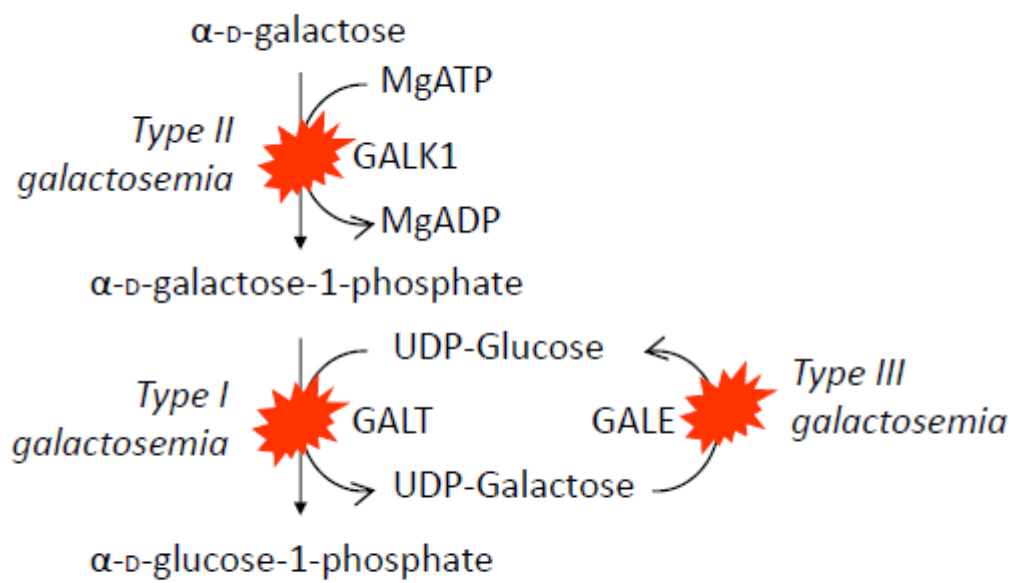 α-D-galactose
MgATP
Type II
galactosemia
GALK1
MgADP
α-D-galactose-1-phosphate
UDP-Glucose
Type I
galactosemia
GALT
GALE
Type III
galactosemia
UDP-Galactose
α-D-glucose-1-phosphate